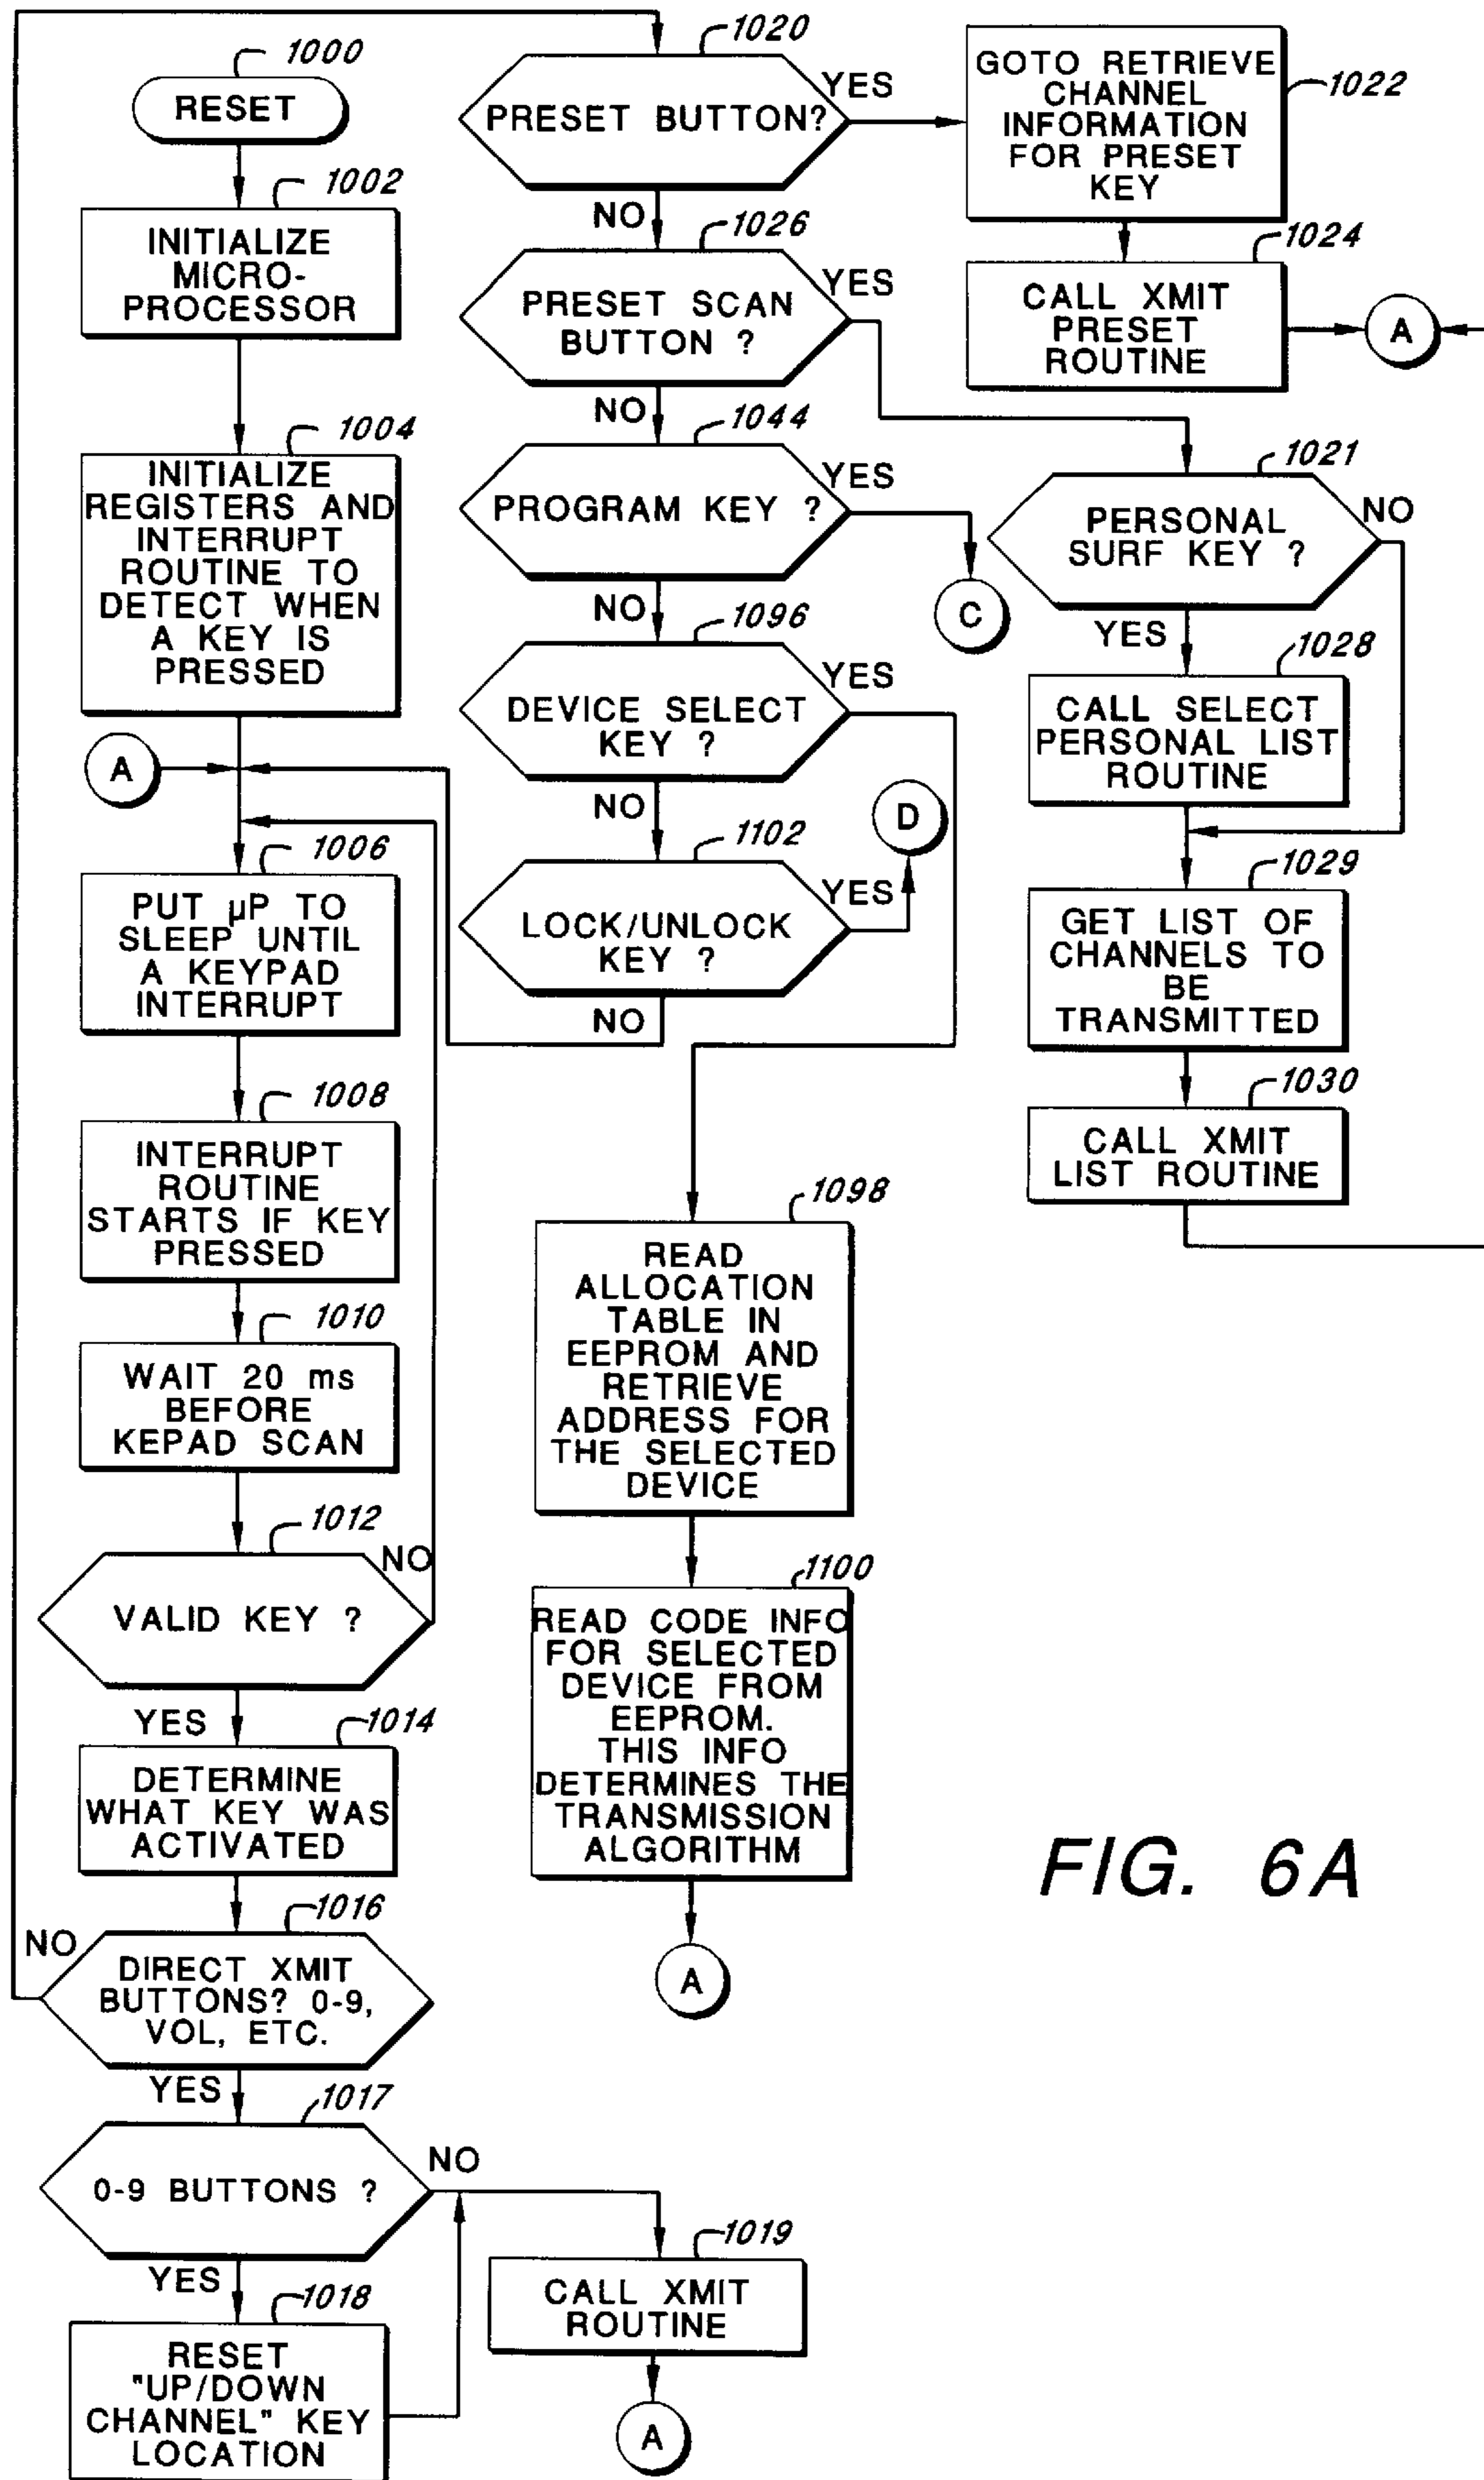 1000
RESET
1002
INITIALIZE
MICRO-
PROCESSOR
1004
INITIALIZE
REGISTERS AND
INTERRUPT
ROUTINE TO
DETECT WHEN
A KEY IS
PRESSED
A
1006
PUT µP TO
SLEEP UNTIL
A KEYPAD
INTERRUPT
1008
INTERRUPT
ROUTINE
STARTS IF KEY
PRESSED
1010
WAIT 20 ms
BEFORE
KEPAD SCAN
1012
NO
VALID KEY ?
YES
1014
DETERMINE
WHAT KEY WAS
ACTIVATED
1016
NO
DIRECT XMIT
BUTTONS? 0-9,
VOL, ETC.
YES
1017
NO
0-9 BUTTONS ?
YES
1018
RESET
"UP/DOWN
CHANNEL" KEY
LOCATION
1019
CALL XMIT
ROUTINE
A
1020
PRESET BUTTON?
YES
NO
1026
PRESET SCAN
BUTTON ?
YES
NO
1044
PROGRAM KEY ?
YES
C
NO
1096
DEVICE SELECT
KEY ?
YES
NO
1102
LOCK/UNLOCK
KEY ?
YES
D
NO
1098
READ
ALLOCATION
TABLE IN
EEPROM AND
RETRIEVE
ADDRESS FOR
THE SELECTED
DEVICE
1100
READ CODE INFO
FOR SELECTED
DEVICE FROM
EEPROM.
THIS INFO
DETERMINES THE
TRANSMISSION
ALGORITHM
A
1022
GOTO RETRIEVE
CHANNEL
INFORMATION
FOR PRESET
KEY
1024
CALL XMIT
PRESET
ROUTINE
A
1021
PERSONAL
SURF KEY ?
NO
YES
1028
CALL SELECT
PERSONAL LIST
ROUTINE
1029
GET LIST OF
CHANNELS TO
BE
TRANSMITTED
1030
CALL XMIT
LIST ROUTINE
FIG. 6A